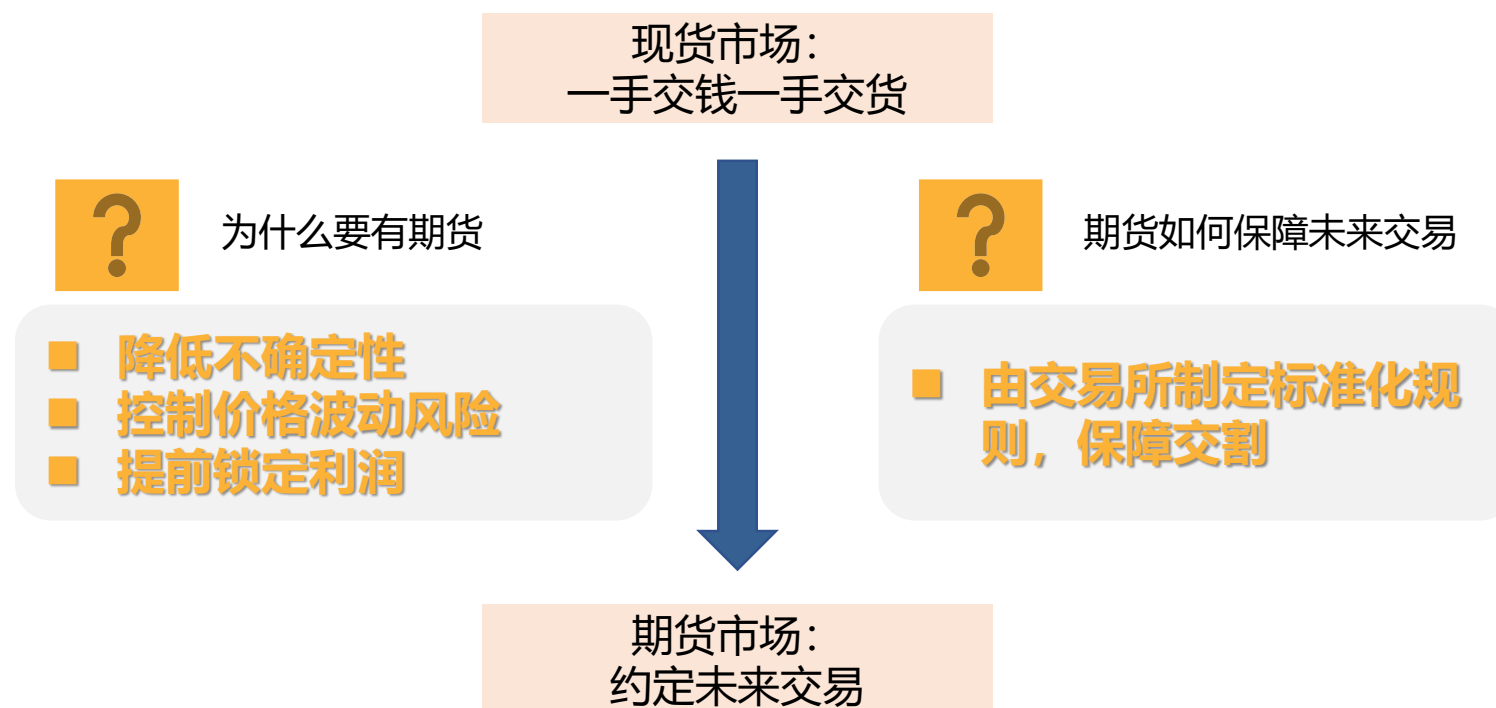 现货市场：
一手交钱一手交货
?
为什么要有期货
■ 降低不确定性
■ 控制价格波动风险
■ 提前锁定利润
?
期货如何保障未来交易
■ 由交易所制定标准化规
则，保障交割
期货市场：
约定未来交易